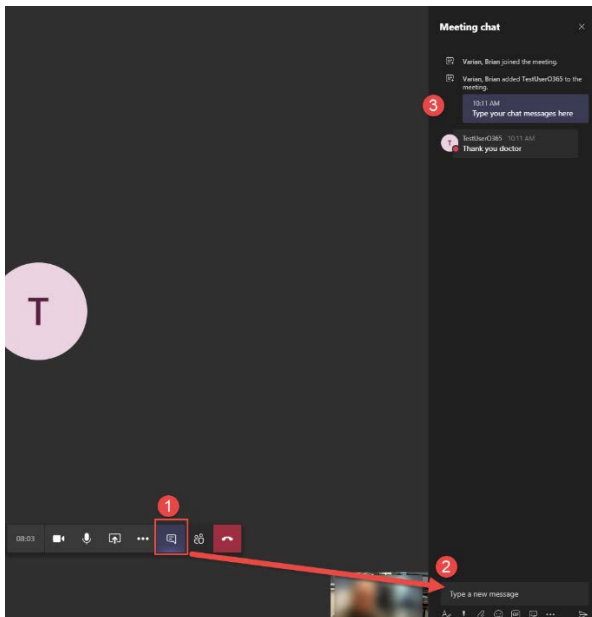 Meeting chat
Varian, Brian joined the meeting.
Varian, Brian added TestUserO365 to the
meeting.
3
10:11 AM
Type your chat messages here
T
TestUserO365 10:11 AM
Thank you doctor
T
1
08:03
2
Type a new message